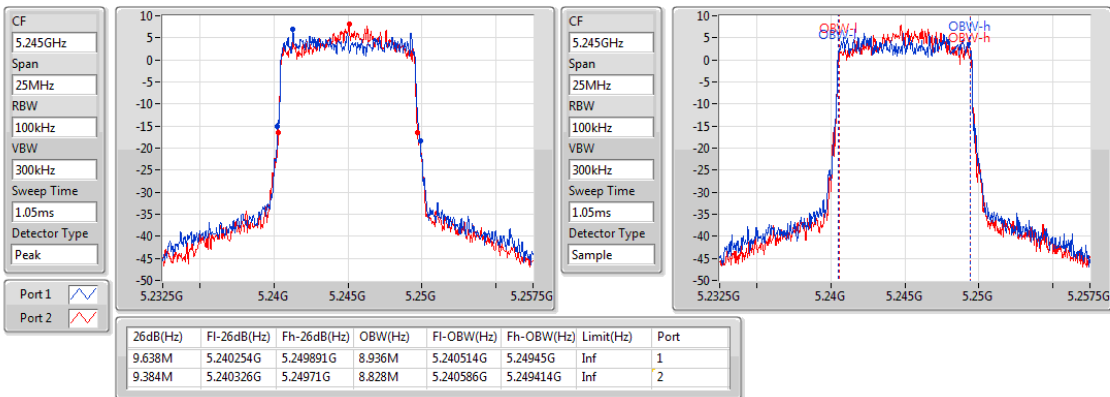 CF
5.245GHz
Span
25MHz
RBW
100kHz
VBW
300kHz
Sweep Time
1.05ms
Detector Type
Peak
Port 1
Port 2
10-
5-
0-
-5-
-10-
-15-
-20-
-25-
-30-
-35-
-40-
-45-
-50-
5.2325G 5.24G 5.245G 5.25G 5.2575G
CF
5.245GHz
Span
25MHz
RBW
100kHz
VBW
300kHz
Sweep Time
1.05ms
Detector Type
Sample
10-
5-
0-
-5-
-10-
-15-
-20-
-25-
-30-
-35-
-40-
-45-
-50-
OBW-l
OBW-l
OBW-h
OBW-h
5.2325G 5.24G 5.245G 5.25G 5.2575G
26dB(Hz) Fl-26dB(Hz) Fh-26dB(Hz) OBW(Hz) Fl-OBW(Hz) Fh-OBW(Hz) Limit(Hz) Port
9.638M 5.240254G 5.249891G 8.936M 5.240514G 5.24945G Inf 1
9.384M 5.240326G 5.24971G 8.828M 5.240586G 5.249414G Inf 2